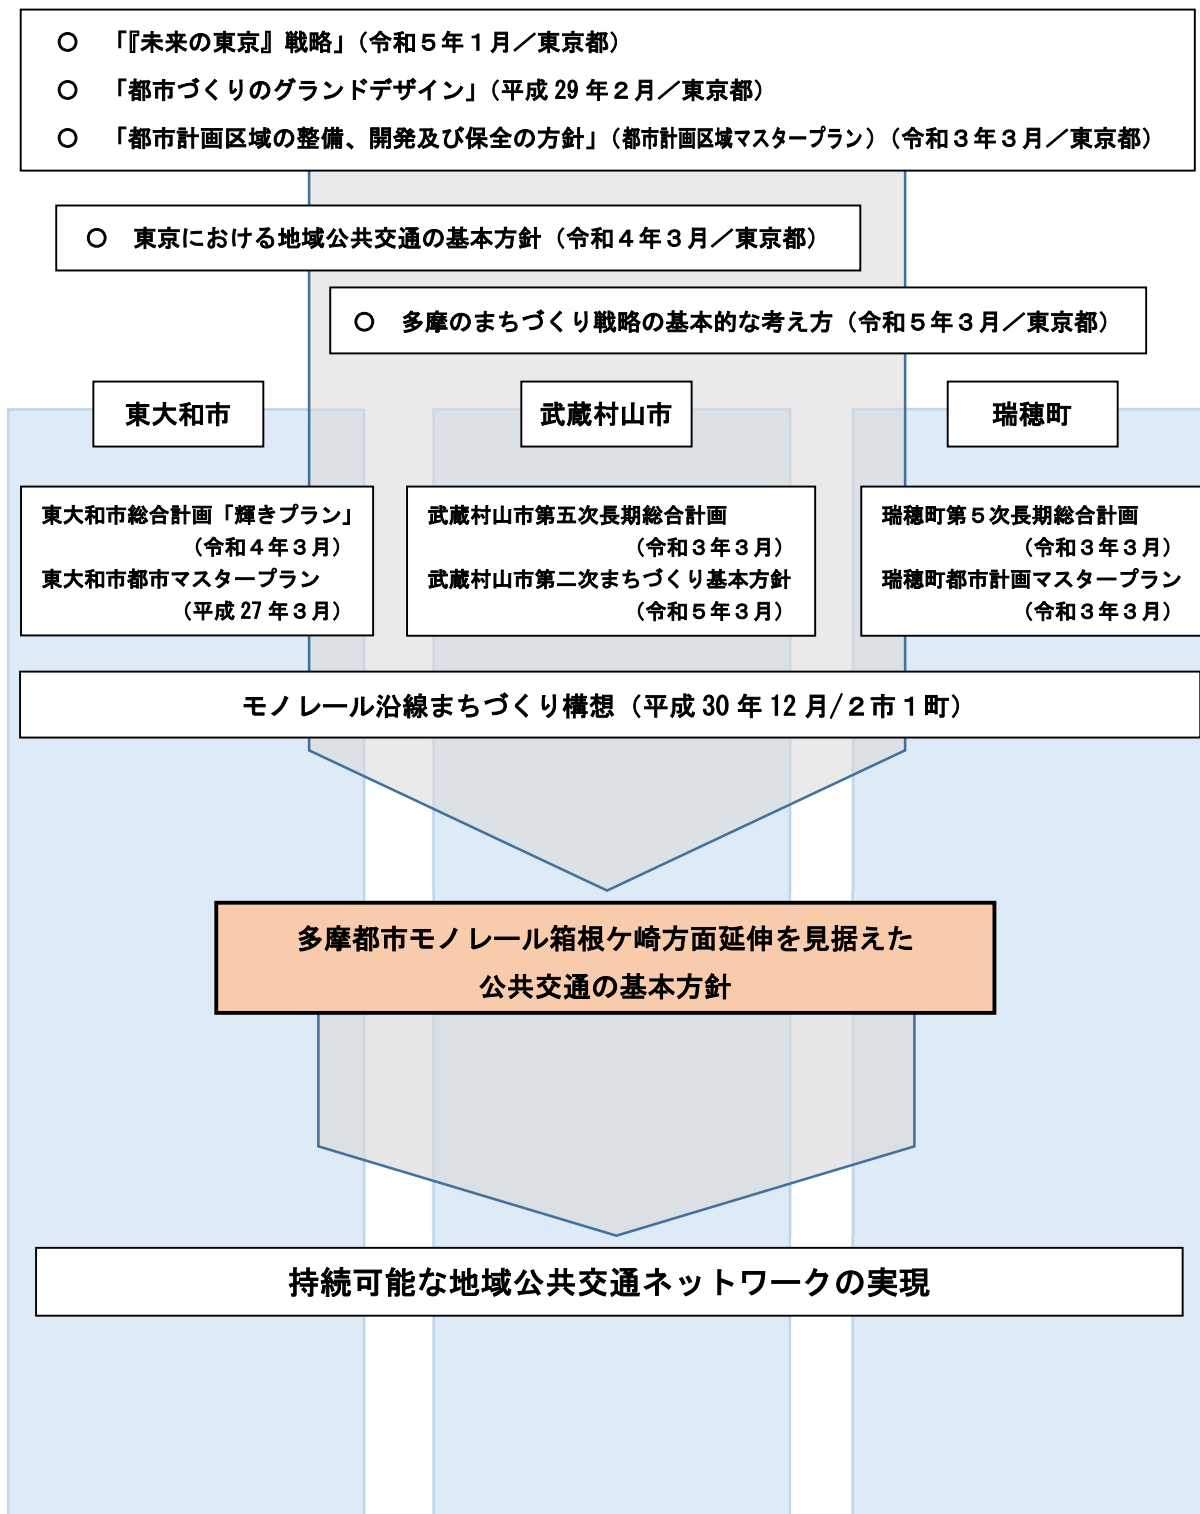 ○ 「『未来の東京』戦略」（令和５年１月／東京都）
○ 「都市づくりのグランドデザイン」（平成29年２月／東京都）
○ 「都市計画区域の整備、開発及び保全の方針」（都市計画区域マスタープラン）（令和３年３月／東京都）
○ 東京における地域公共交通の基本方針（令和４年３月／東京都）
○ 多摩のまちづくり戦略の基本的な考え方（令和５年３月／東京都）
東大和市
東大和市総合計画「輝きプラン」
（令和４年３月）
東大和市都市マスタープラン
（平成27年３月）
武蔵村山市
武蔵村山市第五次長期総合計画
（令和３年３月）
武蔵村山市第二次まちづくり基本方針
（令和５年３月）
瑞穂町
瑞穂町第５次長期総合計画
（令和３年３月）
瑞穂町都市計画マスタープラン
（令和３年３月）
モノレール沿線まちづくり構想（平成30年12月/２市１町）
多摩都市モノレール箱根ケ崎方面延伸を見据えた
公共交通の基本方針
持続可能な地域公共交通ネットワークの実現